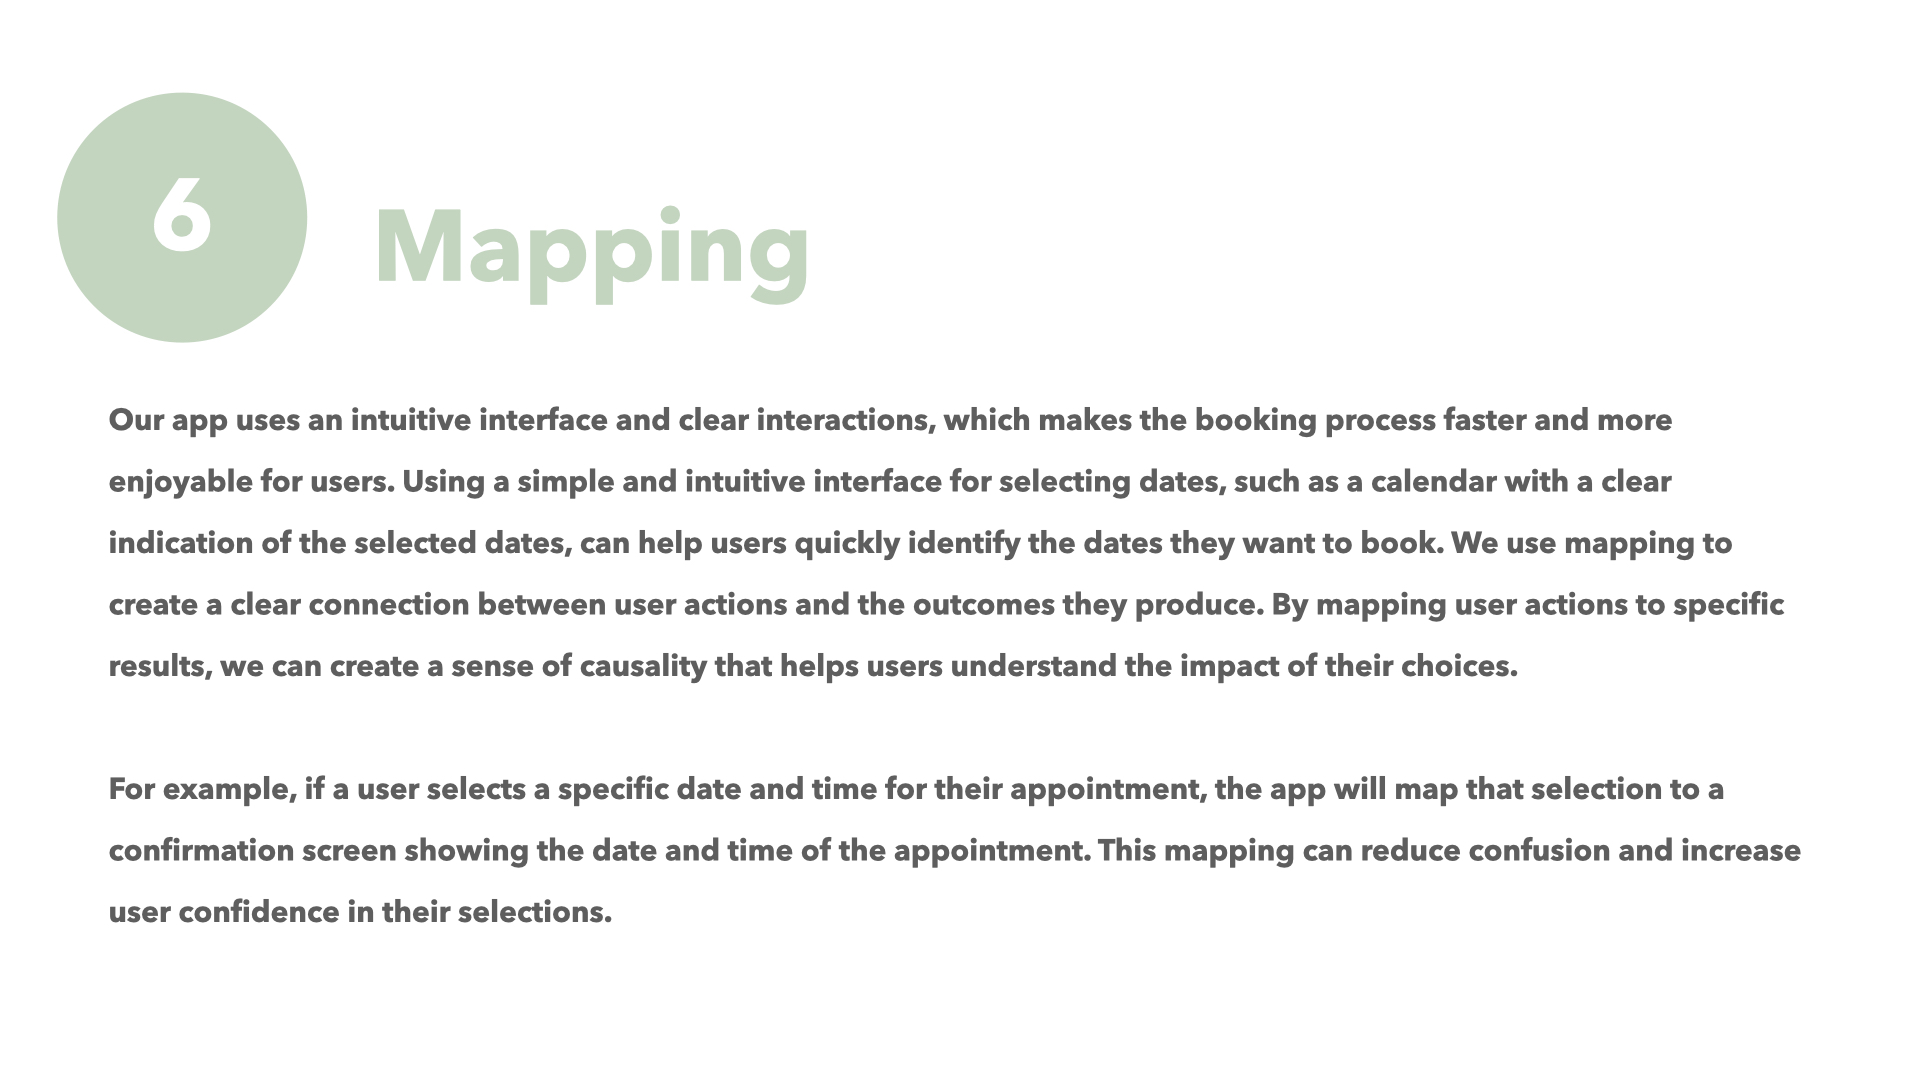 6
Mapping
Our app uses an intuitive interface and clear interactions, which makes the booking process faster and more
enjoyable for users. Using a simple and intuitive interface for selecting dates, such as a calendar with a clear
indication of the selected dates, can help users quickly identify the dates they want to book. We use mapping to
create a clear connection between user actions and the outcomes they produce. By mapping user actions to specific
results, we can create a sense of causality that helps users understand the impact of their choices.
For example, if a user selects a specific date and time for their appointment, the app will map that selection to a
confirmation screen showing the date and time of the appointment. This mapping can reduce confusion and increase
user confidence in their selections.